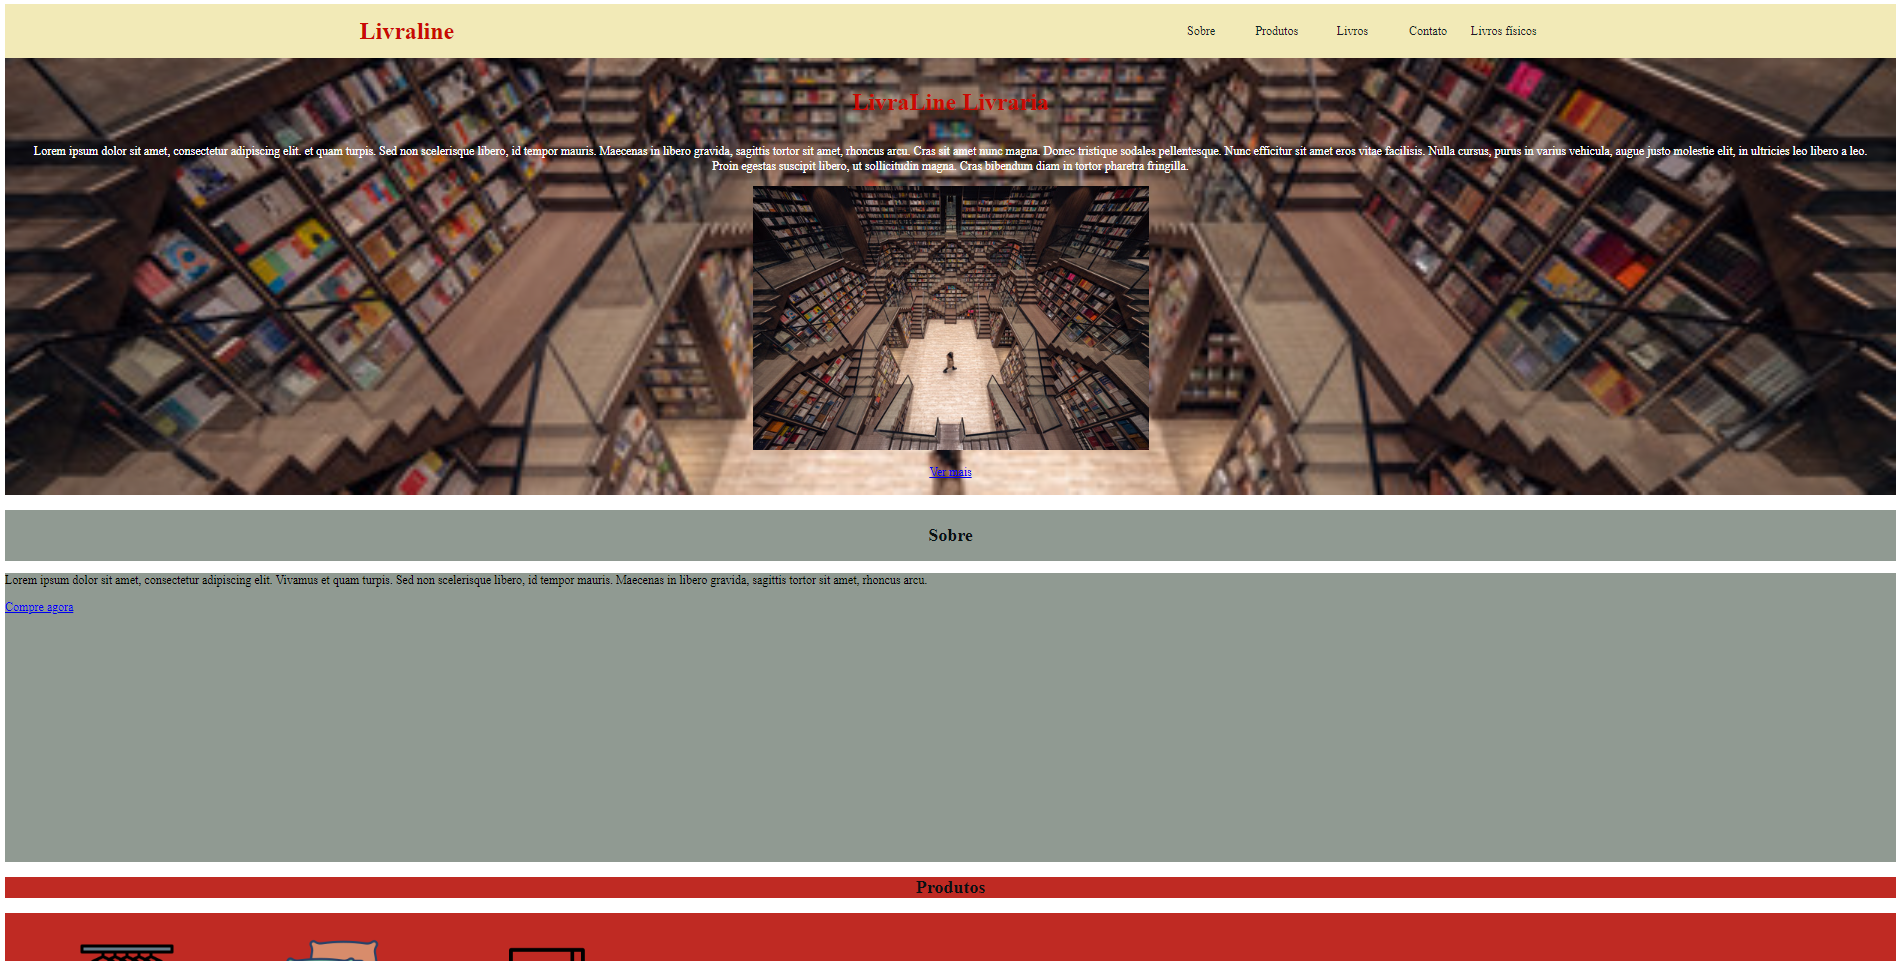 Livraline
Sobre Produtos Livros Contato Livros físicos
LivraLine Livraria
Lorem ipsum dolor sit amet, consectetur adipiscing elit. et quam turpis. Sed non scelerisque libero, id tempor mauris. Maecenas in libero gravida, sagittis tortor sit amet, rhoncus arcu. Cras sit amet nunc magna. Donec tristique sodales pellentesque. Nunc efficitur sit amet eros vitae facilisis. Nulla cursus, purus in varius vehicula, augue justo molestie elit, in ultricies leo libero a leo.
Proin egestas suscipit libero, ut sollicitudin magna. Cras bibendum diam in tortor pharetra fringilla.
Ver mais
Sobre
Lorem ipsum dolor sit amet, consectetur adipiscing elit. Vivamus et quam turpis. Sed non scelerisque libero, id tempor mauris. Maecenas in libero gravida, sagittis tortor sit amet, rhoncus arcu.
Compre agora
Produtos